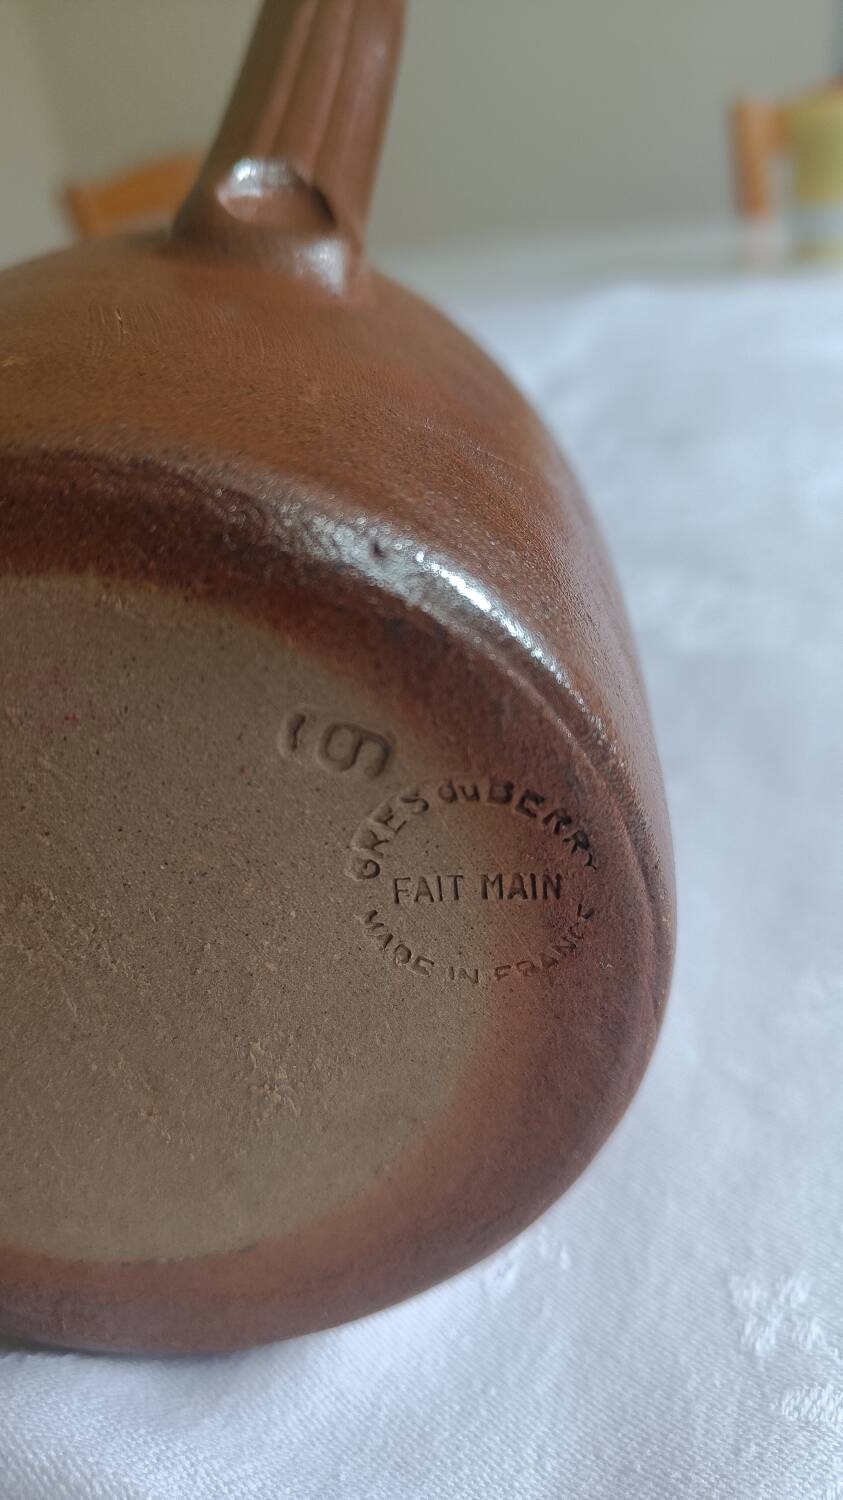 19
GRES du BERRY
FAIT MAIN
MADE IN FRANCE